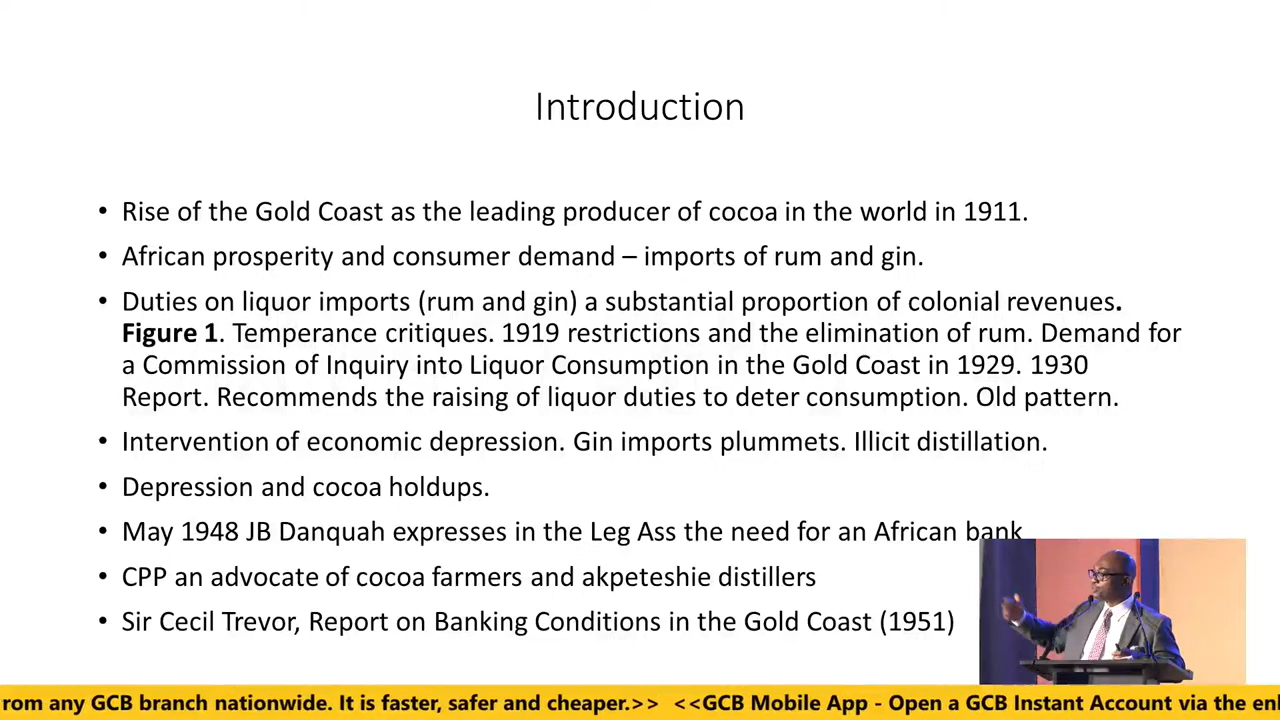 Introduction
• Rise of the Gold Coast as the leading producer of cocoa in the world in 1911.
• African prosperity and consumer demand – imports of rum and gin.
• Duties on liquor imports (rum and gin) a substantial proportion of colonial revenues.
Figure 1. Temperance critiques. 1919 restrictions and the elimination of rum. Demand for
a Commission of Inquiry into Liquor Consumption in the Gold Coast in 1929. 1930
Report. Recommends the raising of liquor duties to deter consumption. Old pattern.
• Intervention of economic depression. Gin imports plummets. Illicit distillation.
• Depression and cocoa holdups.
• May 1948 JB Danquah expresses in the Leg Ass the need for an African bank
• CPP an advocate of cocoa farmers and akpeteshie distillers
• Sir Cecil Trevor, Report on Banking Conditions in the Gold Coast (1951)
rom any GCB branch nationwide. It is faster, safer and cheaper.>> <<GCB Mobile App - Open a GCB Instant Account via the en